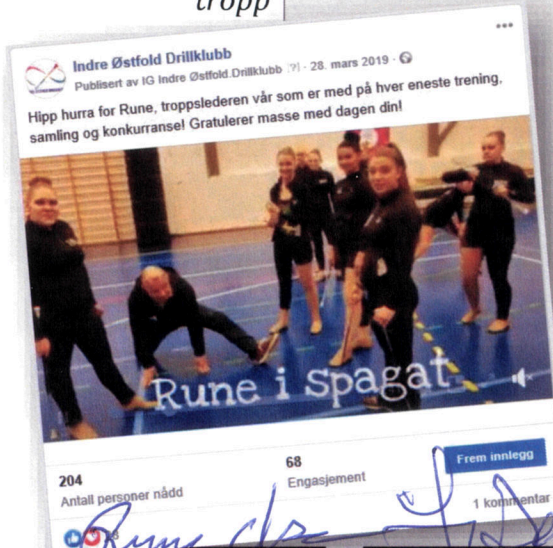 tropp
Indre Østfold Drillklubb
Publisert av IG Indre Østfold.Drillklubb [?] · 28. mars 2019 ·
Hipp hurra for Rune, troppslederen vår som er med på hver eneste trening,
samling og konkurranse! Gratulerer masse med dagen din!
Rune i spagat
204
Antall personer nådd
68
Engasjement
Frem innlegg
1 kommentar
Rune